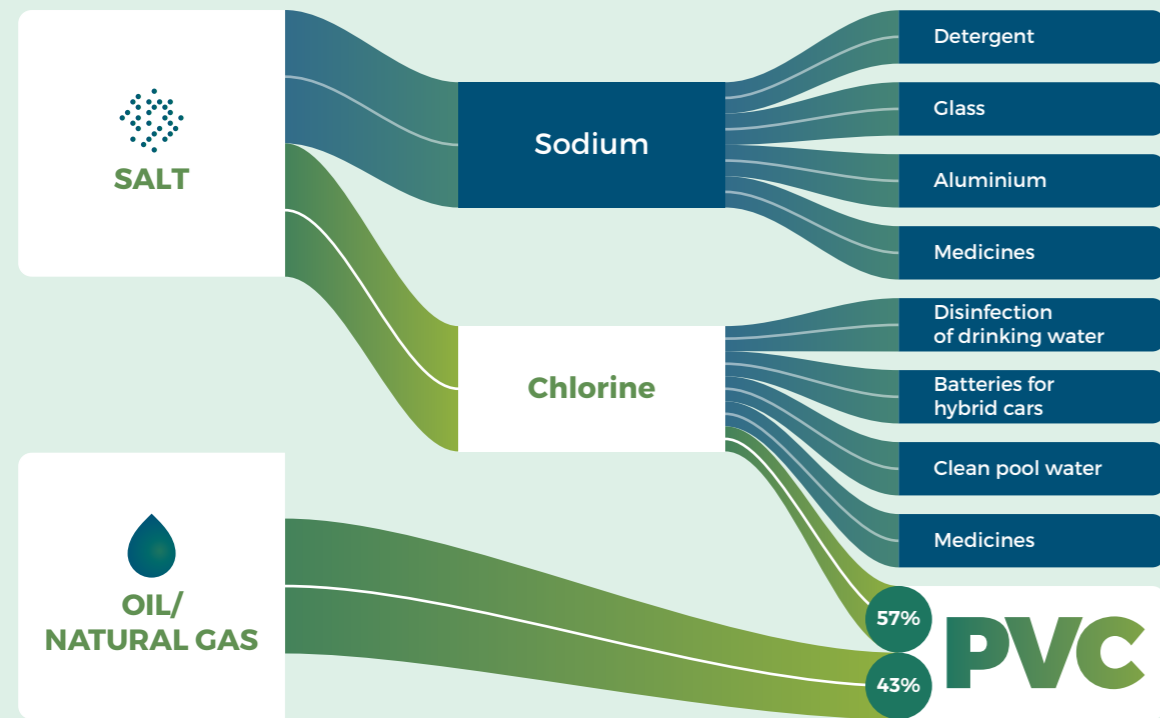 SALT
Sodium
Chlorine
OIL/
NATURAL GAS
Detergent
Glass
Aluminium
Medicines
Disinfection
of drinking water
Batteries for
hybrid cars
Clean pool water
Medicines
57%
43%
PVC